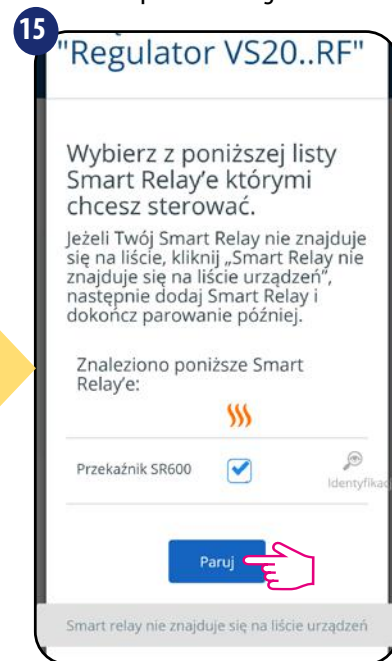 15
"Regulator VS20..RF"
Wybierz z poniższej listy
Smart Relay'e którymi
chcesz sterować.
Jeżeli Twój Smart Relay nie znajduje
się na liście, kliknij „Smart Relay nie
znajduje się na liście urządzeń”,
następnie dodaj Smart Relay i
dokończ parowanie później.
Znaleziono poniższe Smart
Relay'e:
Przekaźnik SR600
Identyfikac
Paruj
Smart relay nie znajduje się na liście urządzeń